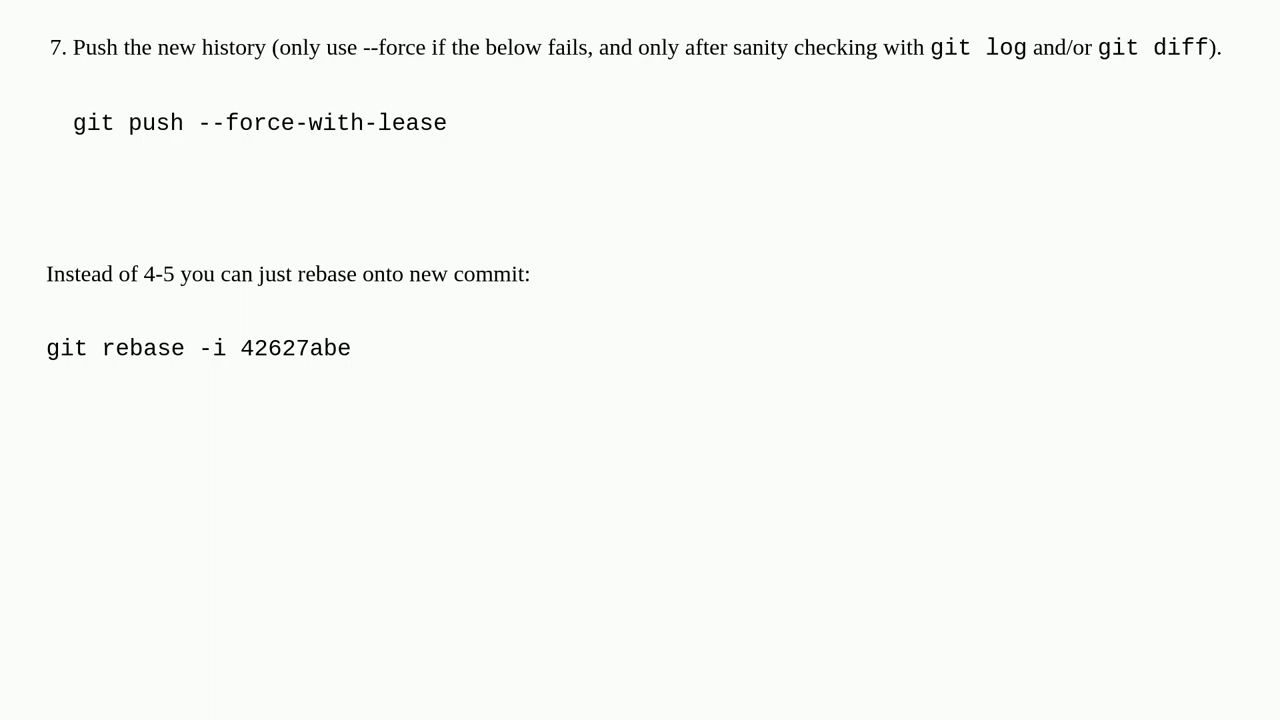 7. Push the new history (only use --force if the below fails, and only after sanity checking with git log and/or git diff).
git push --force-with-lease
Instead of 4-5 you can just rebase onto new commit:
git rebase -i 42627abe